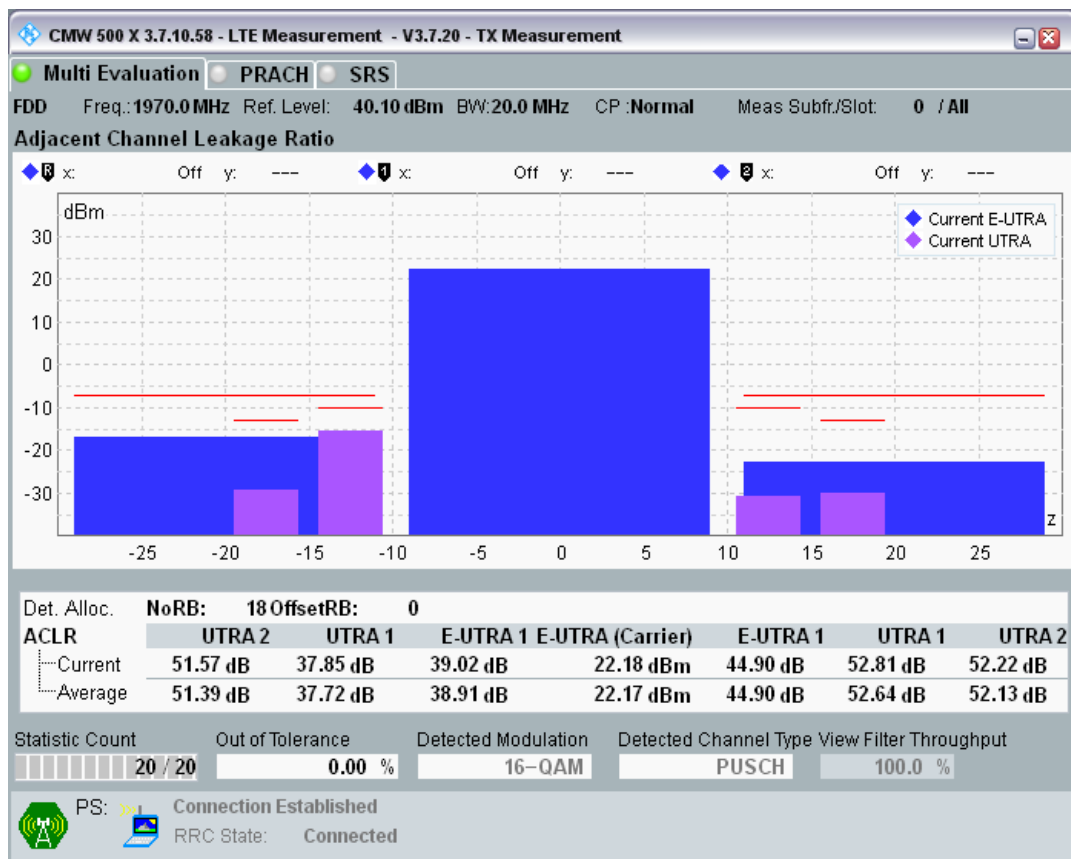 CMW 500 X 3.7.10.58 - LTE Measurement - V3.7.20 - TX Measurement
Multi Evaluation PRACH SRS
FDD Freq.:1970.0 MHz Ref. Level: 40.10 dBm BW:20.0 MHz CP :Normal Meas Subfr./Slot: 0 / All
Adjacent Channel Leakage Ratio
R x: Off y: --- 1 x: Off y: --- 2 x: Off y: ---
dBm
Current E-UTRA
Current UTRA
30
20
10
0
-10
-20
-30
z
-25 -20 -15 -10 -5 0 5 10 15 20 25
Det. Alloc. NoRB: 18 OffsetRB: 0
ACLR UTRA 2 UTRA 1 E-UTRA 1 E-UTRA (Carrier) E-UTRA 1 UTRA 1 UTRA 2
Current 51.57 dB 37.85 dB 39.02 dB 22.18 dBm 44.90 dB 52.81 dB 52.22 dB
Average 51.39 dB 37.72 dB 38.91 dB 22.17 dBm 44.90 dB 52.64 dB 52.13 dB
Statistic Count Out of Tolerance Detected Modulation Detected Channel Type View Filter Throughput
20 / 20 0.00 % 16-QAM PUSCH 100.0 %
PS: Connection Established
RRC State: Connected